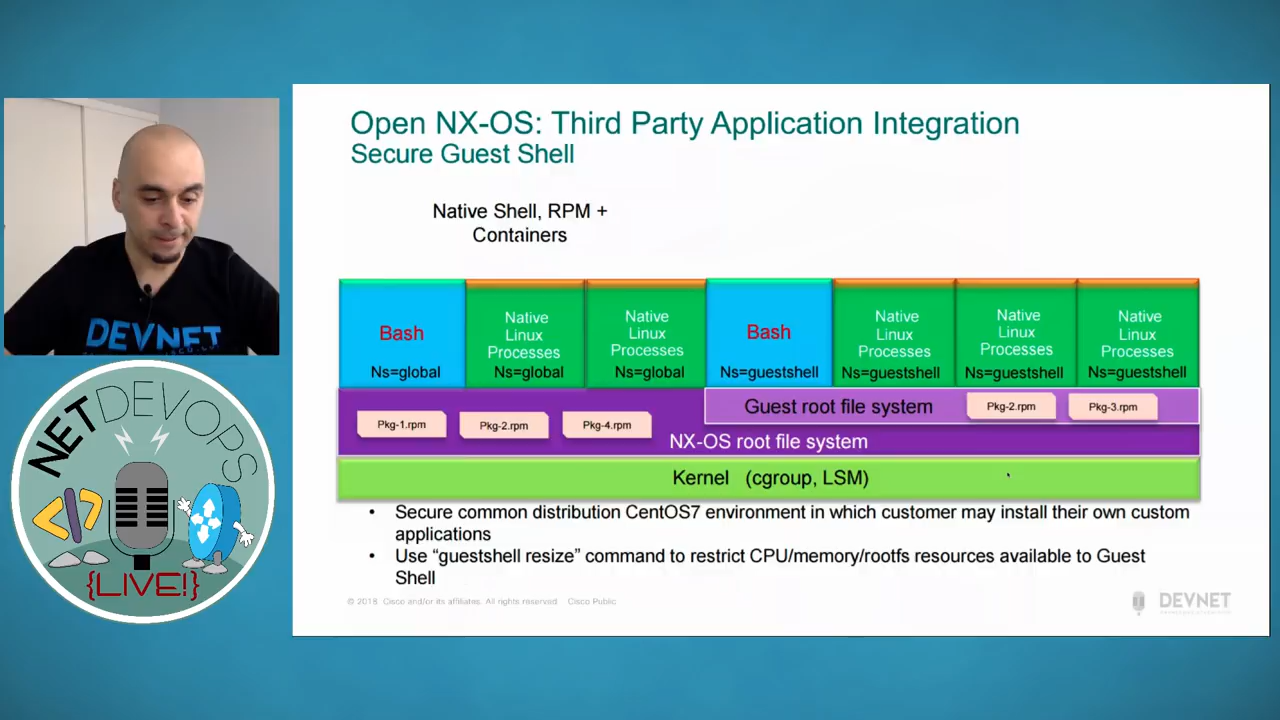 Open NX-OS: Third Party Application Integration
Secure Guest Shell
Native Shell, RPM +
Containers
Bash
Ns=global
Native
Linux
Processes
Ns=global
Native
Linux
Processes
Ns=global
Bash
Ns=guestshell
Native
Linux
Processes
Ns=guestshell
Native
Linux
Processes
Ns=guestshell
Native
Linux
Processes
Ns=guestshell
Guest root file system
Pkg-2.rpm
Pkg-3.rpm
Pkg-1.rpm
Pkg-2.rpm
Pkg-4.rpm
NX-OS root file system
Kernel (cgroup, LSM)
• Secure common distribution CentOS7 environment in which customer may install their own custom
applications
• Use “guestshell resize” command to restrict CPU/memory/rootfs resources available to Guest
Shell
© 2018 Cisco and/or its affiliates. All rights reserved. Cisco Public
DEVNET
DEVNET
NETDEVOPS
</>
{LIVE!}